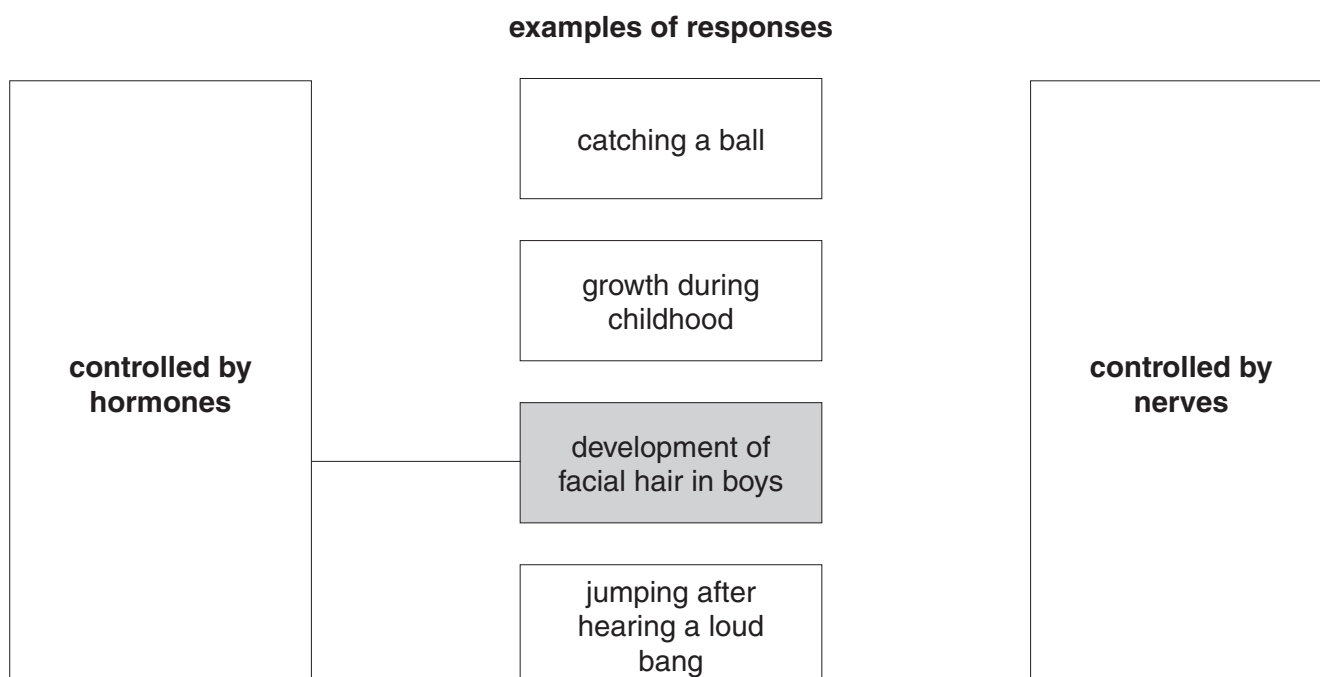 examples of responses
catching a ball
growth during
childhood
controlled by
hormones
controlled by
nerves
development of
facial hair in boys
jumping after
hearing a loud
bang